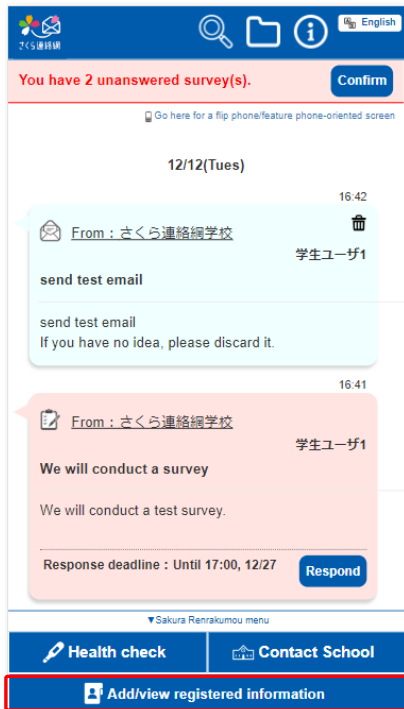 さくら連絡網
English
You have 2 unanswered survey(s).
Confirm
Go here for a flip phone/feature phone-oriented screen
12/12(Tues)
16:42
From：さくら連絡網学校
学生ユーザ1
send test email
send test email
If you have no idea, please discard it.
16:41
From：さくら連絡網学校
学生ユーザ1
We will conduct a survey
We will conduct a test survey.
Response deadline：Until 17:00, 12/27
Respond
▼Sakura Renrakumou menu
Health check
Contact School
Add/view registered information